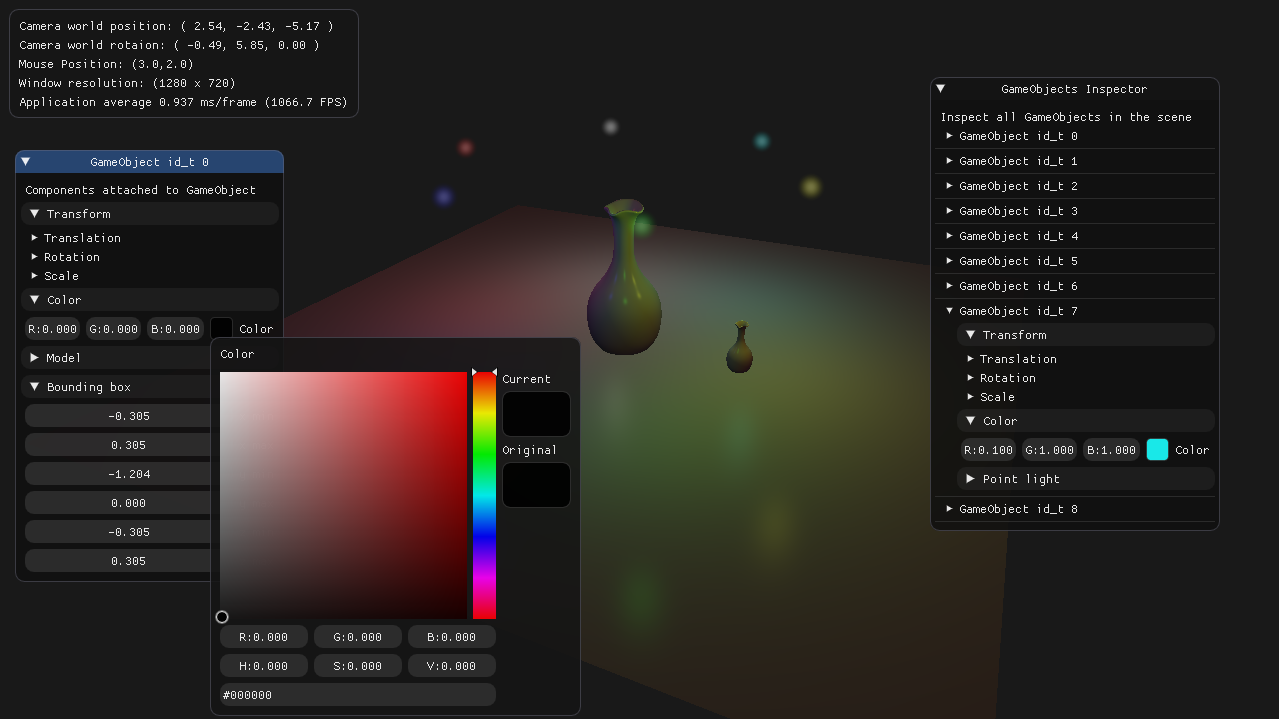 Camera world position: ( 2.54, -2.43, -5.17 )
Camera world rotaion: ( -0.49, 5.85, 0.00 )
Mouse Position: (3.0,2.0)
Window resolution: (1280 x 720)
Application average 0.937 ms/frame (1066.7 FPS)
GameObject id_t 0
Components attached to GameObject
Transform
Translation
Rotation
Scale
Color
R:0.000 G:0.000 B:0.000 Color
Model
Bounding box
-0.305
0.305
-1.204
0.000
-0.305
0.305
Color
Current
Original
R:0.000 G:0.000 B:0.000
H:0.000 S:0.000 V:0.000
#000000
GameObjects Inspector
Inspect all GameObjects in the scene
GameObject id_t 0
GameObject id_t 1
GameObject id_t 2
GameObject id_t 3
GameObject id_t 4
GameObject id_t 5
GameObject id_t 6
GameObject id_t 7
Transform
Translation
Rotation
Scale
Color
R:0.100 G:1.000 B:1.000 Color
Point light
GameObject id_t 8